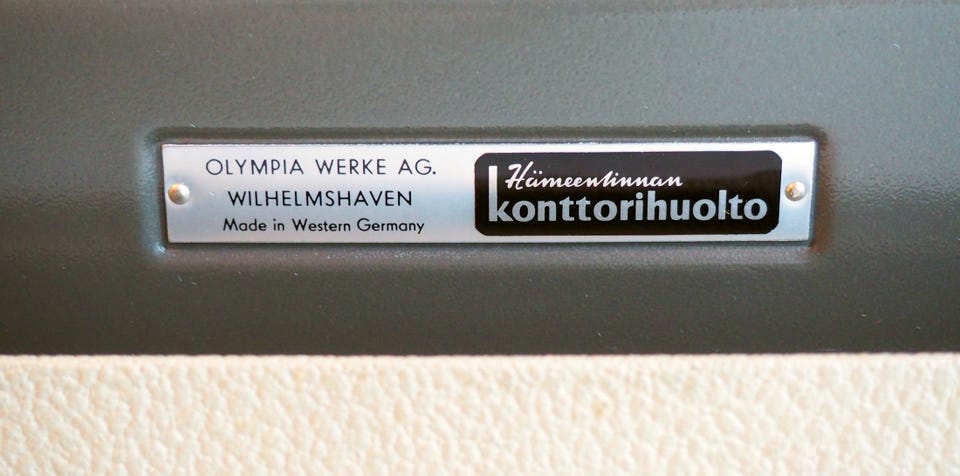 OLYMPIA WERKE AG.
WILHELMSHAVEN
Made in Western Germany
Hämeenlinnan
konttorihuolto